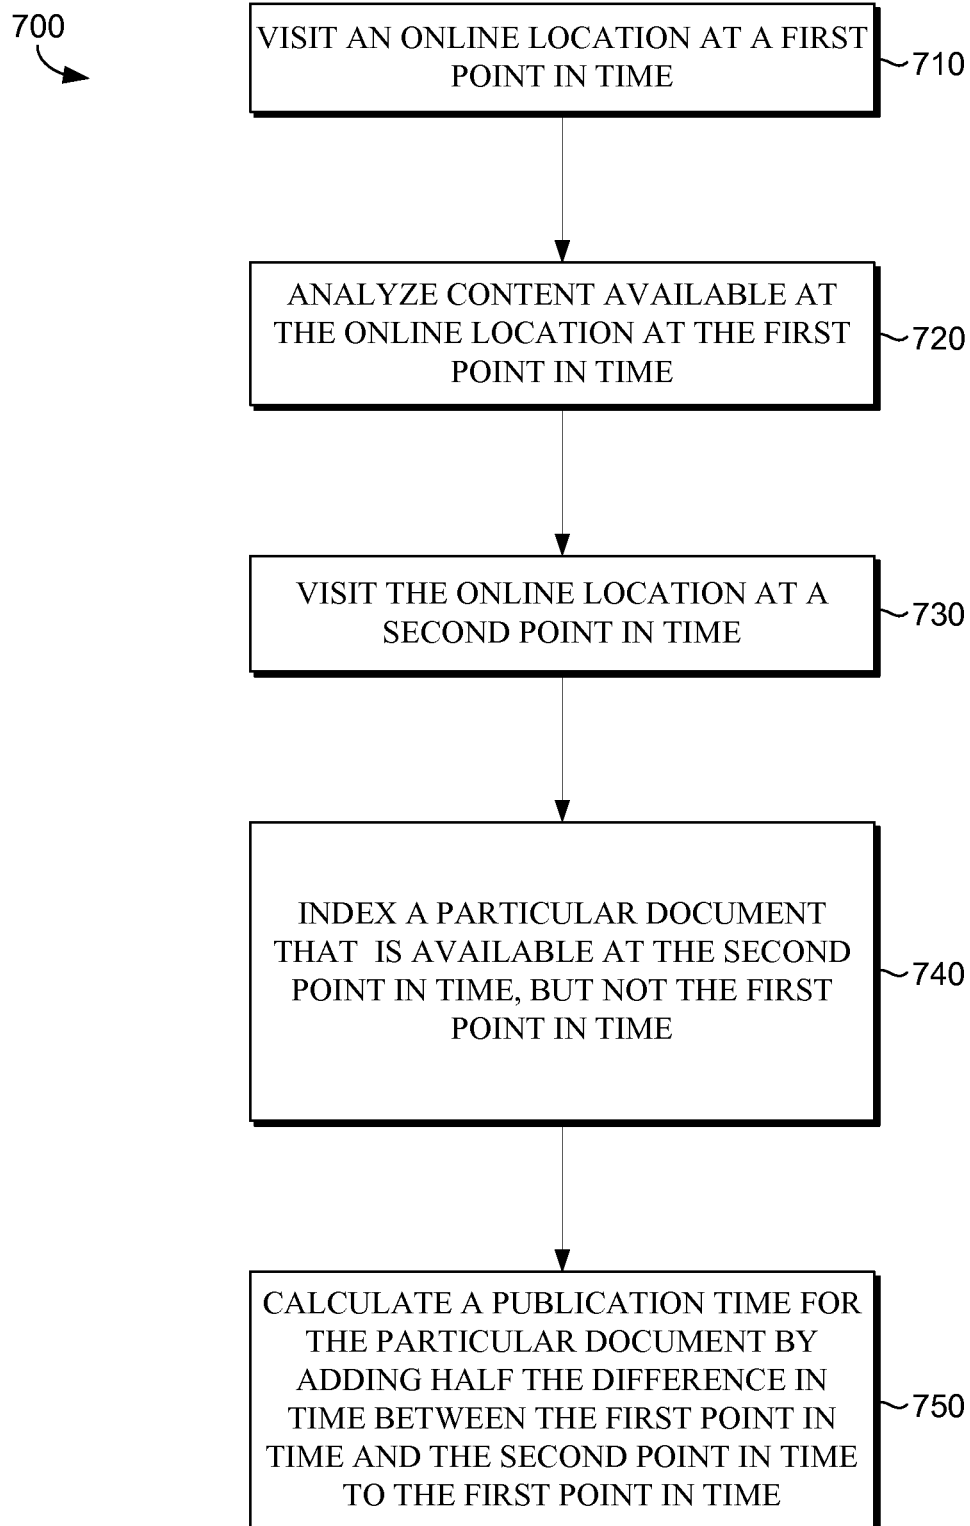 700
VISIT AN ONLINE LOCATION AT A FIRST
POINT IN TIME
710
ANALYZE CONTENT AVAILABLE AT
THE ONLINE LOCATION AT THE FIRST
POINT IN TIME
720
VISIT THE ONLINE LOCATION AT A
SECOND POINT IN TIME
730
INDEX A PARTICULAR DOCUMENT
THAT IS AVAILABLE AT THE SECOND
POINT IN TIME, BUT NOT THE FIRST
POINT IN TIME
740
CALCULATE A PUBLICATION TIME FOR
THE PARTICULAR DOCUMENT BY
ADDING HALF THE DIFFERENCE IN
TIME BETWEEN THE FIRST POINT IN
TIME AND THE SECOND POINT IN TIME
TO THE FIRST POINT IN TIME
750